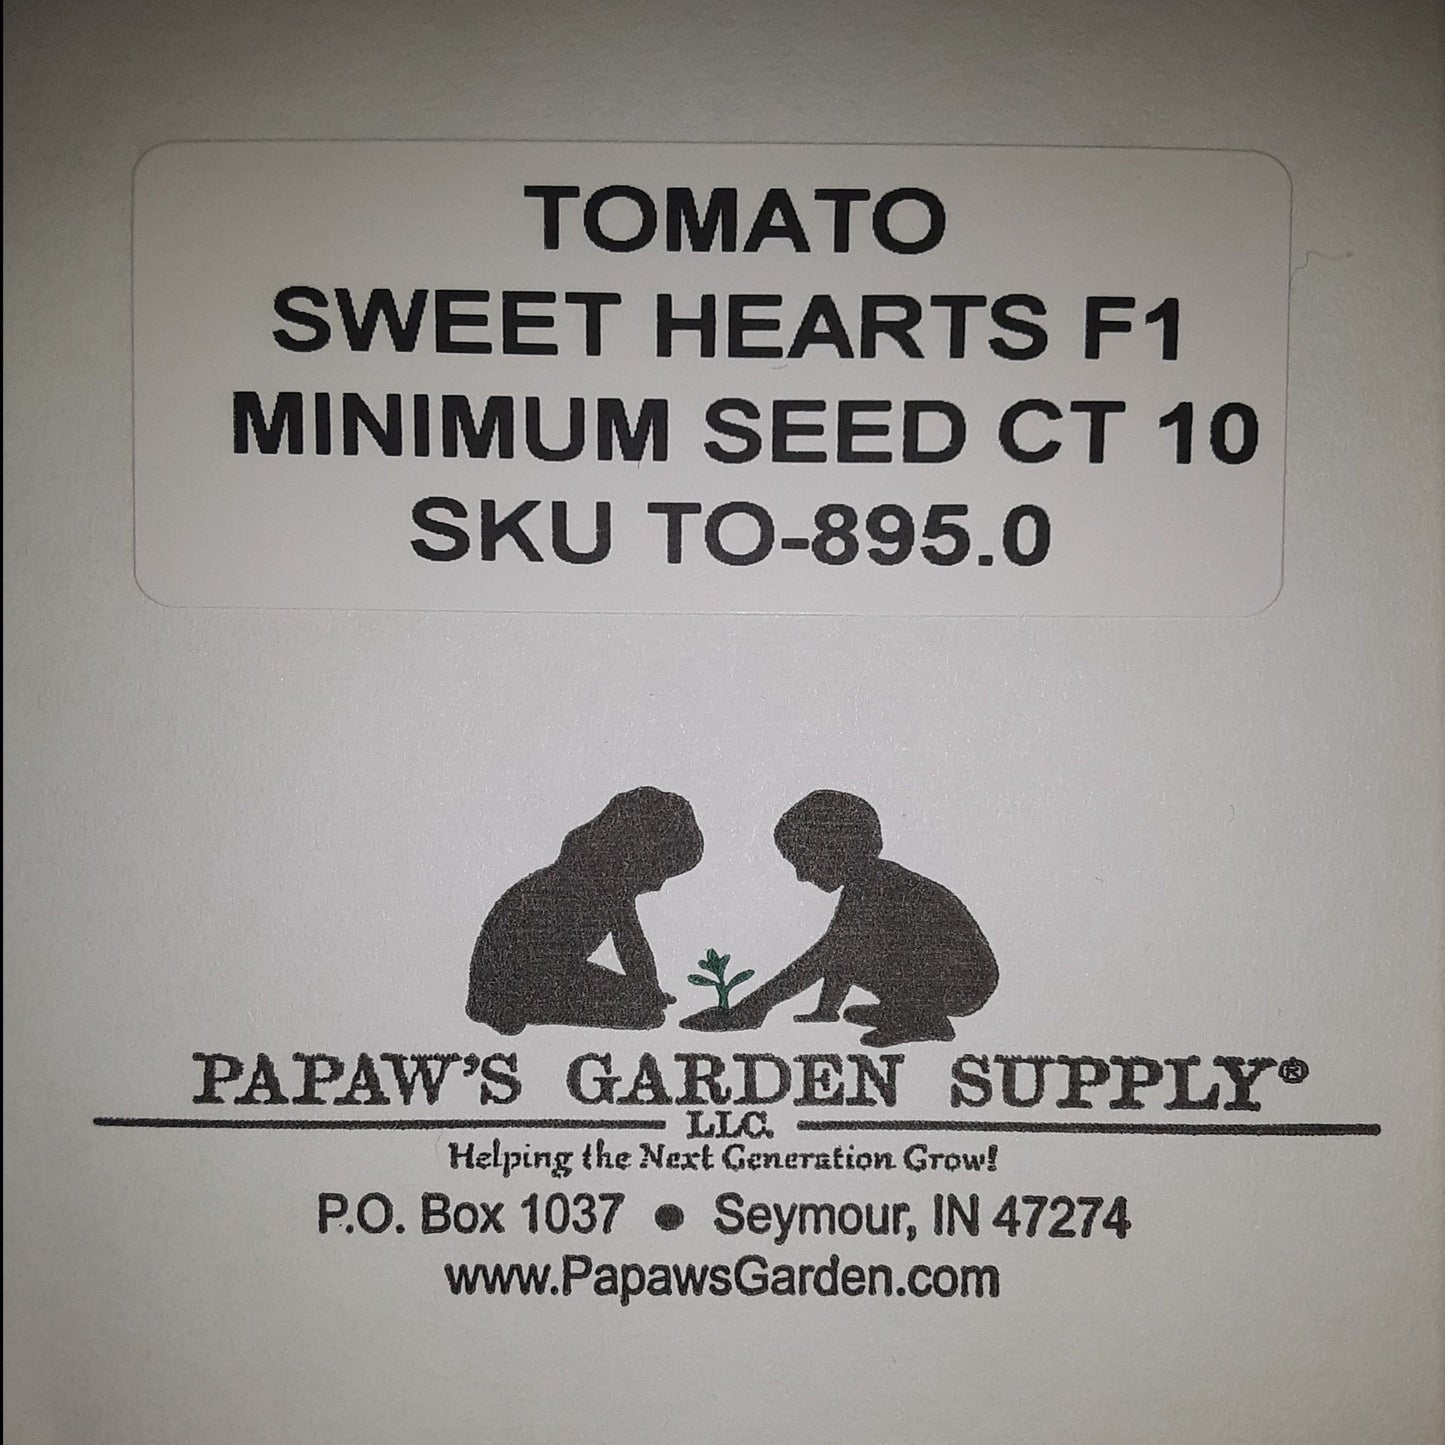 TOMATO
SWEET HEARTS F1
MINIMUM SEED CT 10
SKU TO-895.0
PAPAW'S GARDEN SUPPLY®
LLC.
Helping the Next Generation Grow!
P.O. Box 1037 ● Seymour, IN 47274
www.PapawsGarden.com